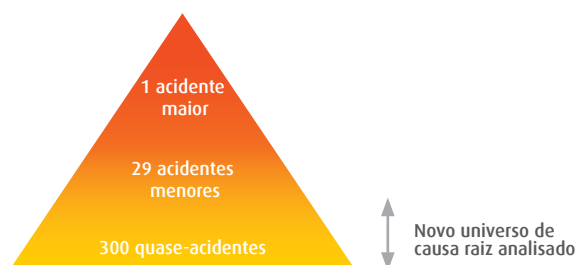 1 acidente
maior
29 acidentes
menores
300 quase-acidentes
Novo universo de
causa raiz analisado